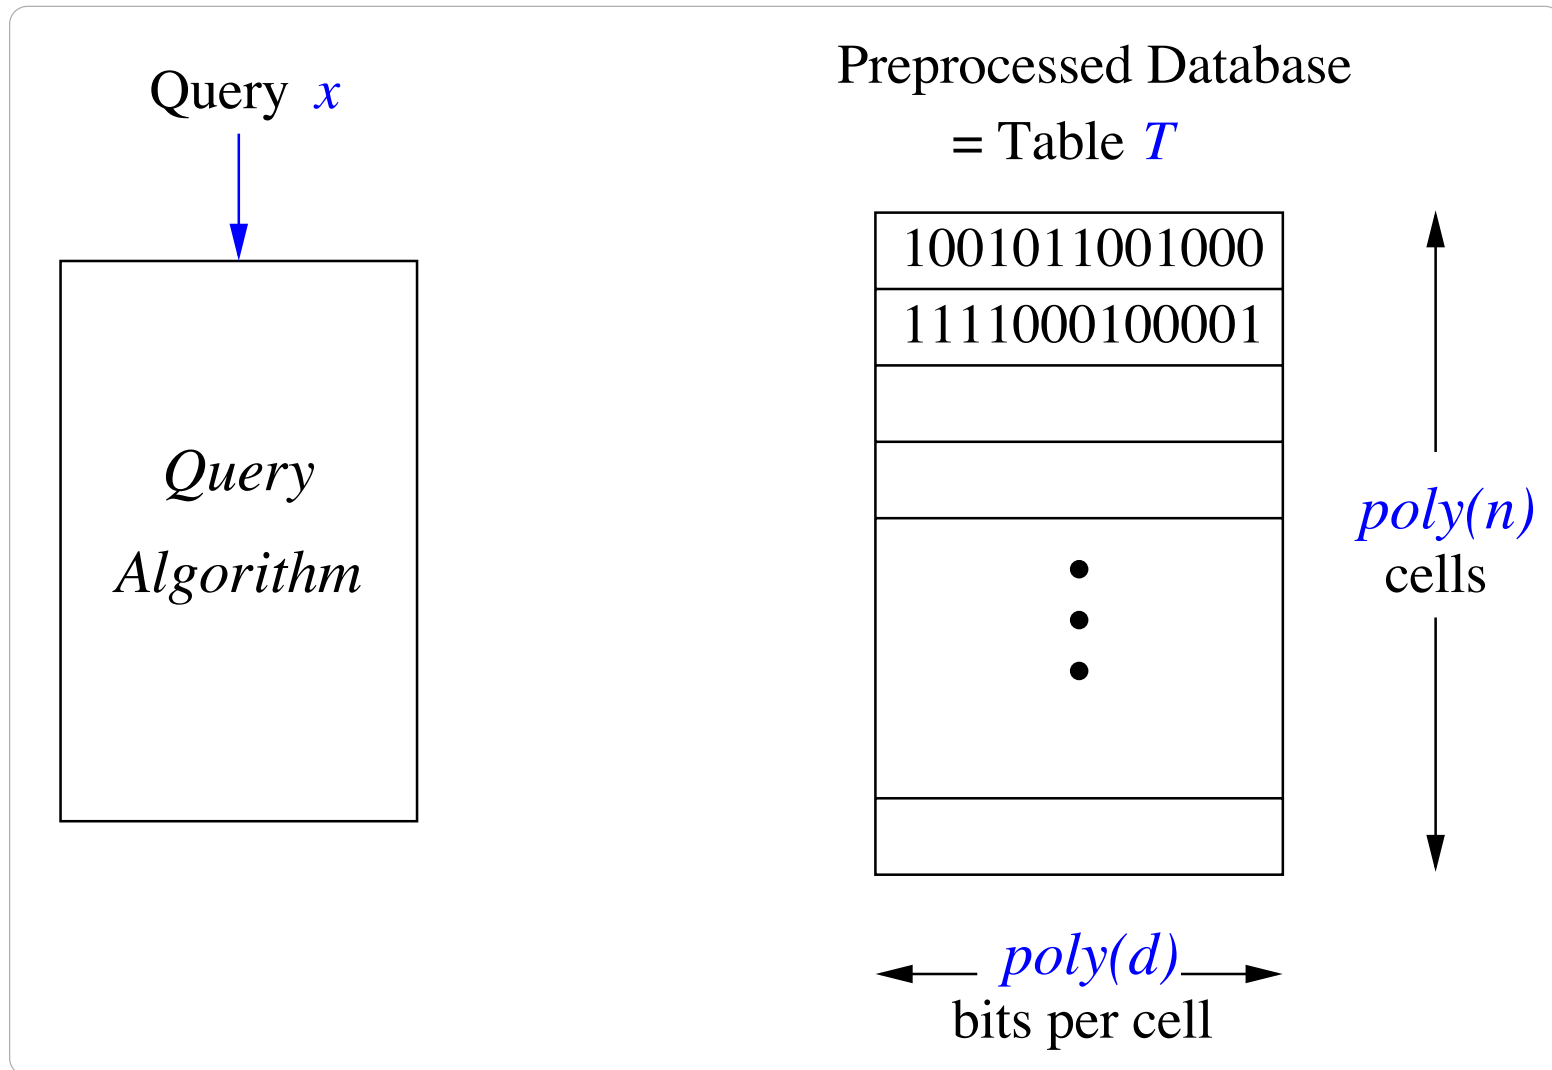 Query x
Preprocessed Database
= Table T
1001011001000
1111000100001
Query
Algorithm
poly(n)
cells
poly(d)
bits per cell